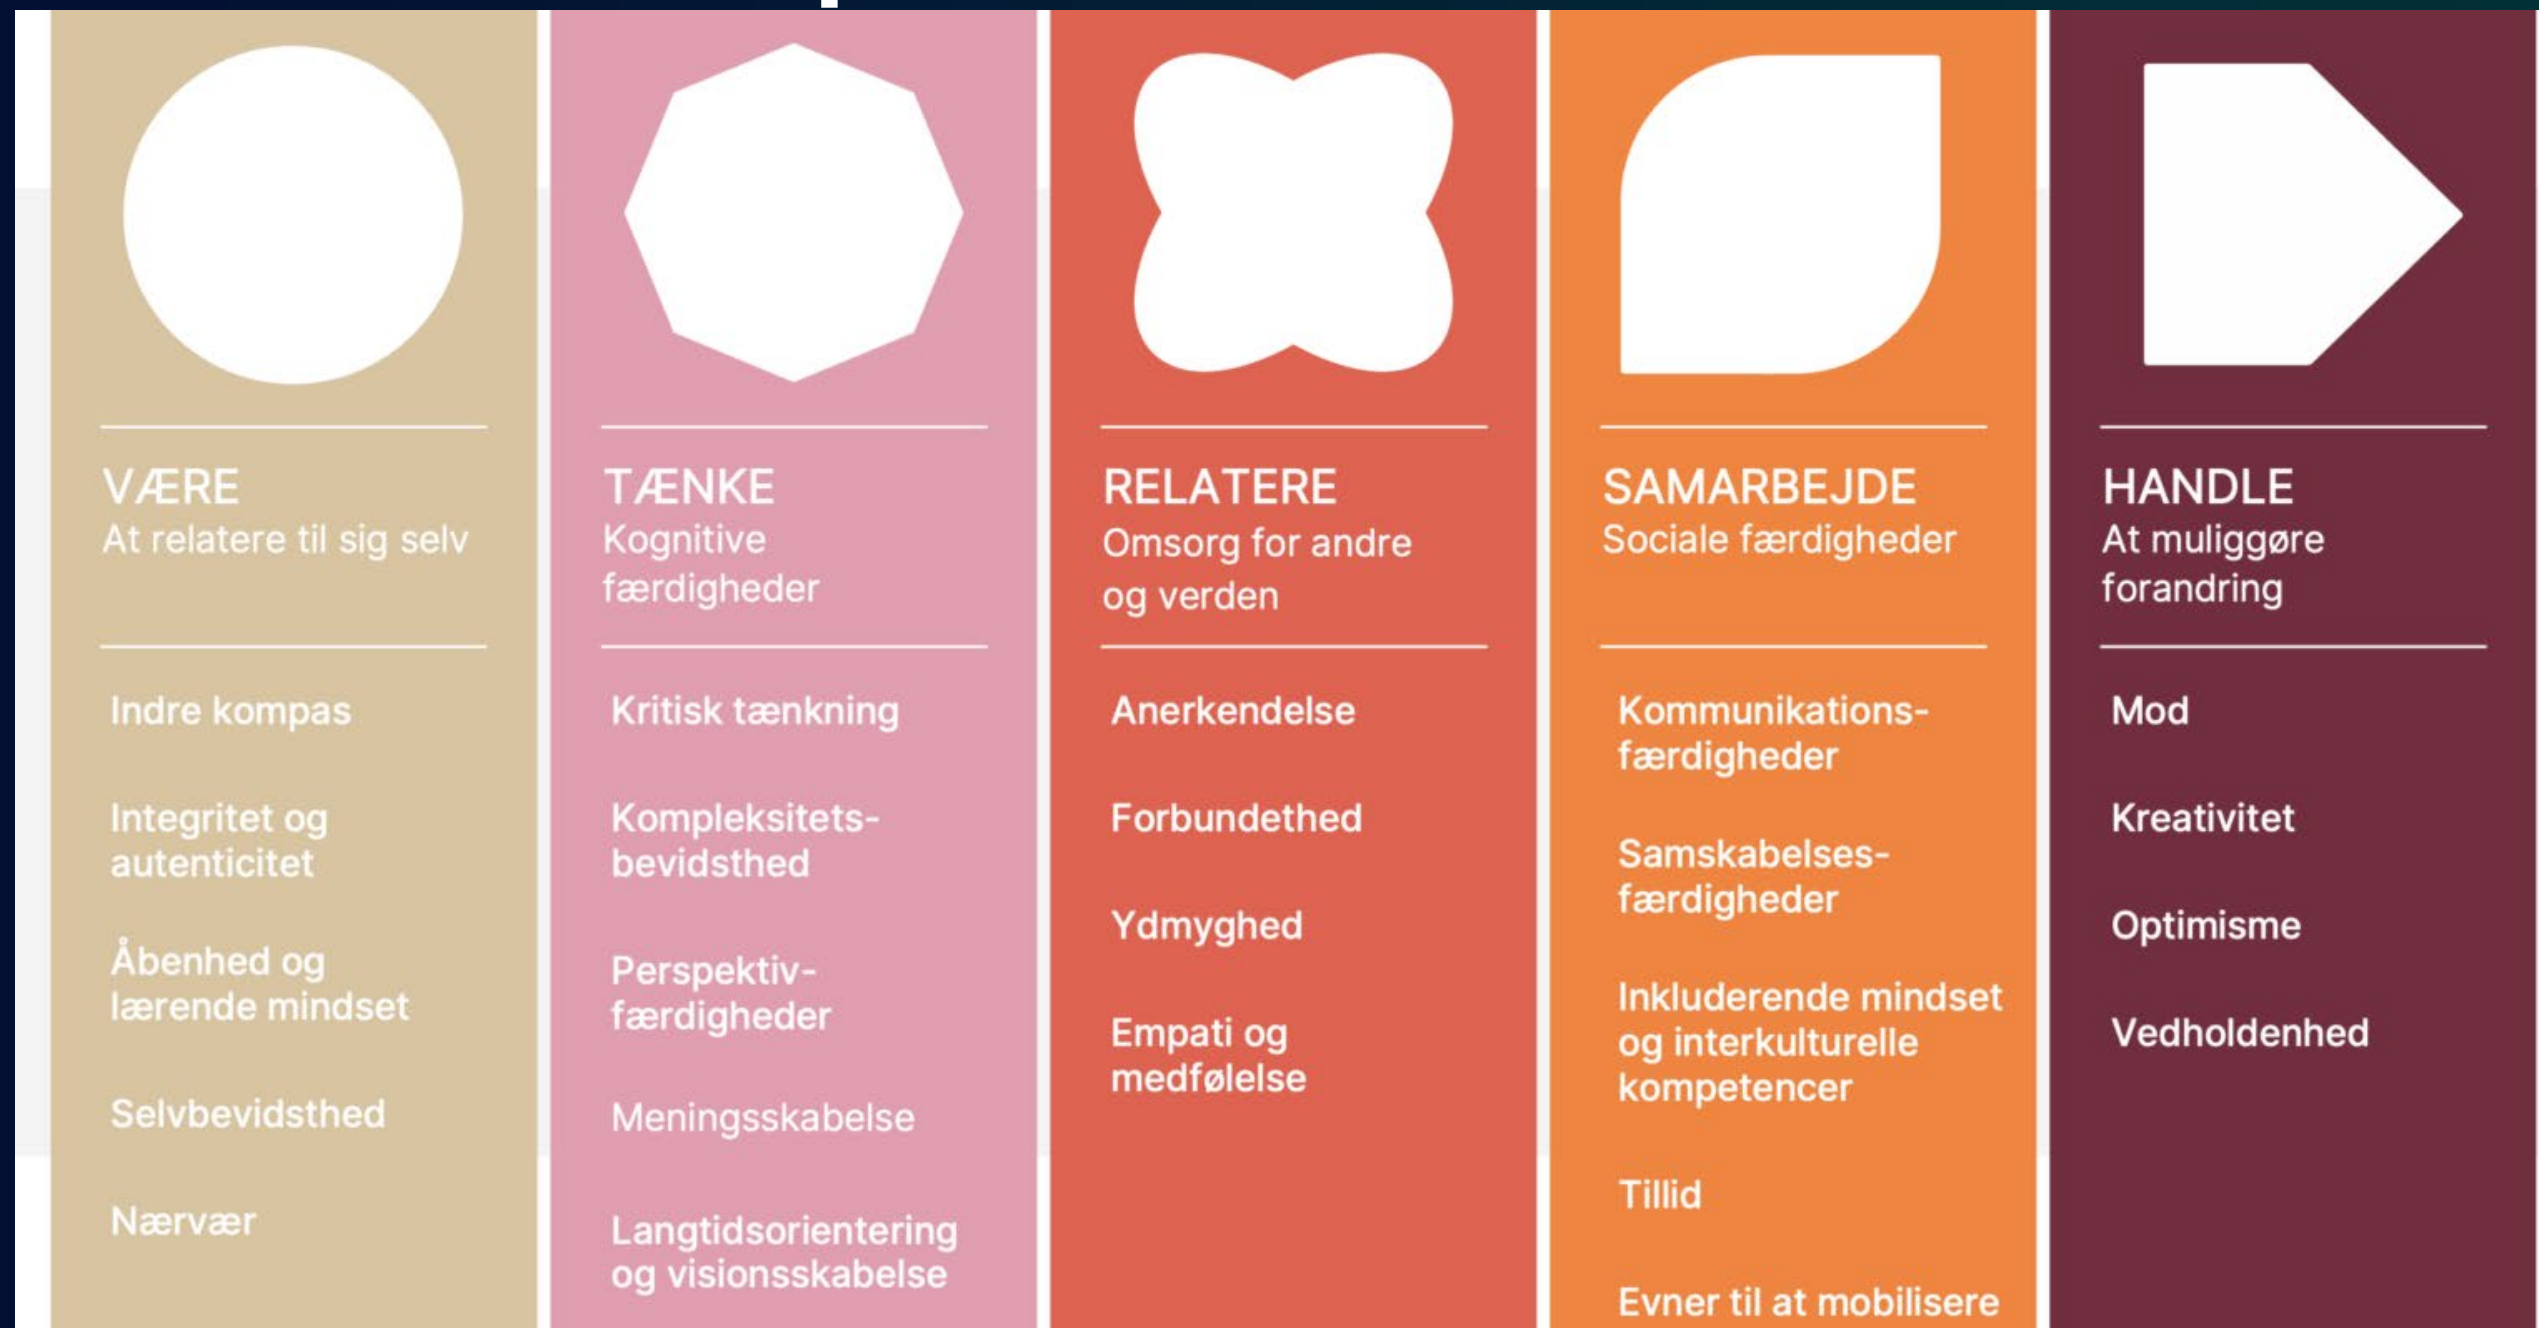 VÆRE
At relatere til sig selv
Indre kompas
Integritet og
autenticitet
Åbenhed og
lærende mindset
Selvbevidsthed
Nærvær
TÆNKE
Kognitive
færdigheder
Kritisk tænkning
Kompleksitets-
bevidsthed
Perspektiv-
færdigheder
Meningsskabelse
Langtidsorientering
og visionsskabelse
RELATERE
Omsorg for andre
og verden
Anerkendelse
Forbundethed
Ydmyghed
Empati og
medfølelse
SAMARBEJDE
Sociale færdigheder
Kommunikations-
færdigheder
Samskabelses-
færdigheder
Inkluderende mindset
og interkulturelle
kompetencer
Tillid
Evner til at mobilisere
HANDLE
At muliggøre
forandring
Mod
Kreativitet
Optimisme
Vedholdenhed